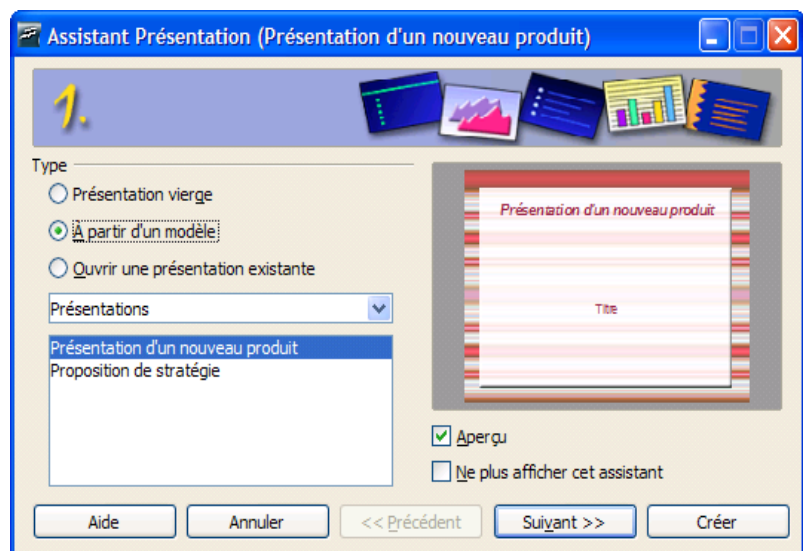 Assistant Présentation (Présentation d'un nouveau produit)
1.
Type
Présentation vierge
À partir d'un modèle
Ouvrir une présentation existante
Présentations
Présentation d'un nouveau produit
Proposition de stratégie
Présentation d'un nouveau produit
Titre
Aperçu
Ne plus afficher cet assistant
Aide
Annuler
<< Précédent
Suivant >>
Créer